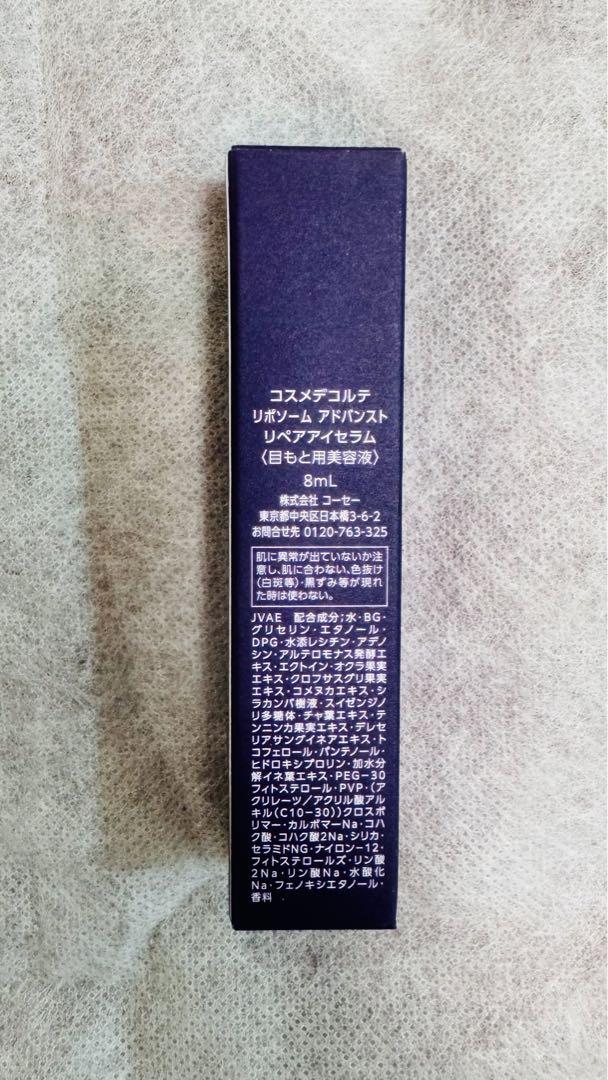 コスメデコルテ
リポソーム アドバンスト
リペアアイセラム
〈目もと用美容液〉
8mL
株式会社 コーセー
東京都中央区日本橋3-6-2
お問合せ先 0120-763-325
肌に異常が出ていないか注
意し、肌に合わない、色抜け
(白斑等)・黒ずみ等が現れ
た時は使わない。
JVAE 配合成分;水・BG・
グリセリン・エタノール・
DPG・水添レシチン・アデノ
シン・アルテロモナス発酵エ
キス・エクトイン・オクラ果実
エキス・クロフサスグリ果実
エキス・コメヌカエキス・シ
ラカンバ樹液・スイゼンジノ
リ多糖体・チャ葉エキス・テ
ンニンカ果実エキス・デレセ
リアサングイネアエキス・ト
コフェロール・パンテノール・
ヒドロキシプロリン・加水分
解イネ葉エキス・PEG-30
フィトステロール・PVP・(ア
クリレーツ/アクリル酸アル
キル(C10-30))クロスポ
リマー・カルボマーNa・コハ
ク酸・コハク酸2Na・シリカ・
セラミドNG・ナイロン-12・
フィトステロールズ・リン酸
2Na・リン酸Na・水酸化
Na・フェノキシエタノール・
香料